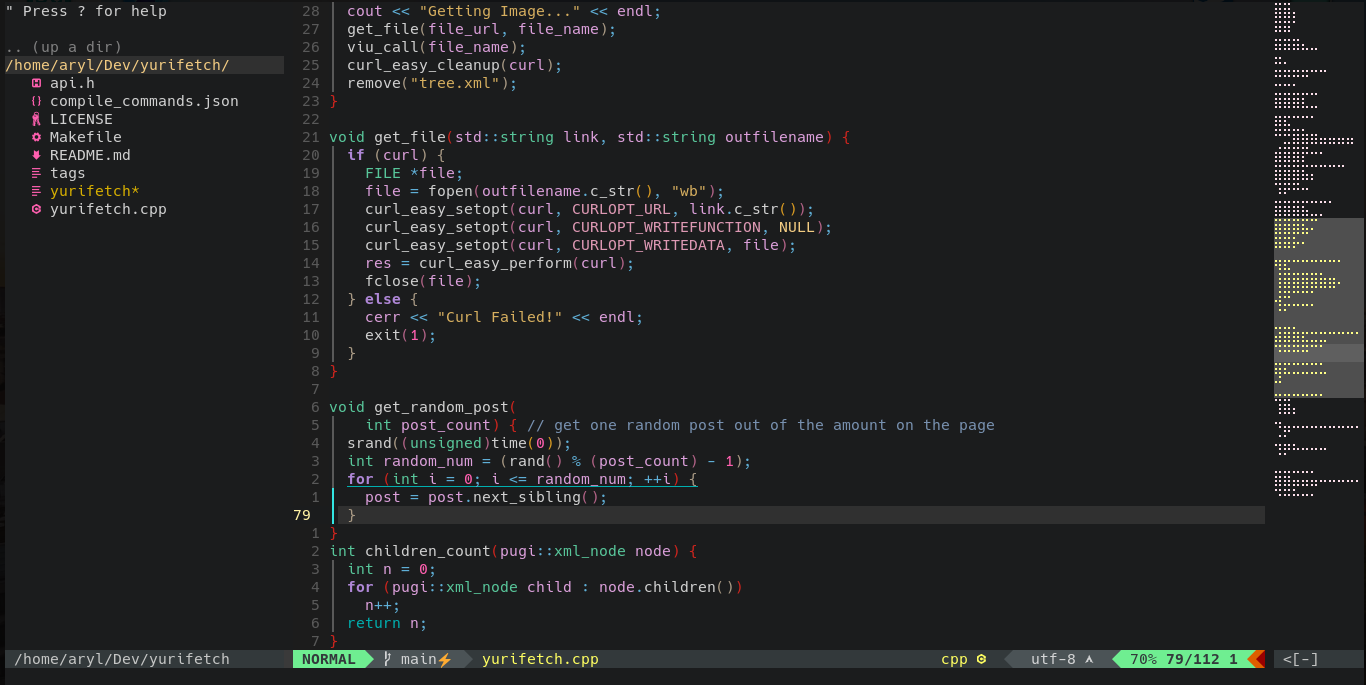 " Press ? for help
.. (up a dir)
/home/aryl/Dev/yurifetch/
api.h
compile_commands.json
LICENSE
Makefile
README.md
tags
yurifetch*
yurifetch.cpp
28 cout << "Getting Image..." << endl;
27 get_file(file_url, file_name);
26 viu_call(file_name);
25 curl_easy_cleanup(curl);
24 remove("tree.xml");
23 }
22
21 void get_file(std::string link, std::string outfilename) {
20 if (curl) {
19 FILE *file;
18 file = fopen(outfilename.c_str(), "wb");
17 curl_easy_setopt(curl, CURLOPT_URL, link.c_str());
16 curl_easy_setopt(curl, CURLOPT_WRITEFUNCTION, NULL);
15 curl_easy_setopt(curl, CURLOPT_WRITEDATA, file);
14 res = curl_easy_perform(curl);
13 fclose(file);
12 } else {
11 cerr << "Curl Failed!" << endl;
10 exit(1);
9 }
8 }
7
6 void get_random_post(
5 int post_count) { // get one random post out of the amount on the page
4 srand((unsigned)time(0));
3 int random_num = (rand() % (post_count) - 1);
2 for (int i = 0; i <= random_num; ++i) {
1 post = post.next_sibling();
79 }
1 }
2 int children_count(pugi::xml_node node) {
3 int n = 0;
4 for (pugi::xml_node child : node.children())
5 n++;
6 return n;
7 }
/home/aryl/Dev/yurifetch NORMAL main⚡ yurifetch.cpp cpp utf-8 70% 79/112 1 <[-]